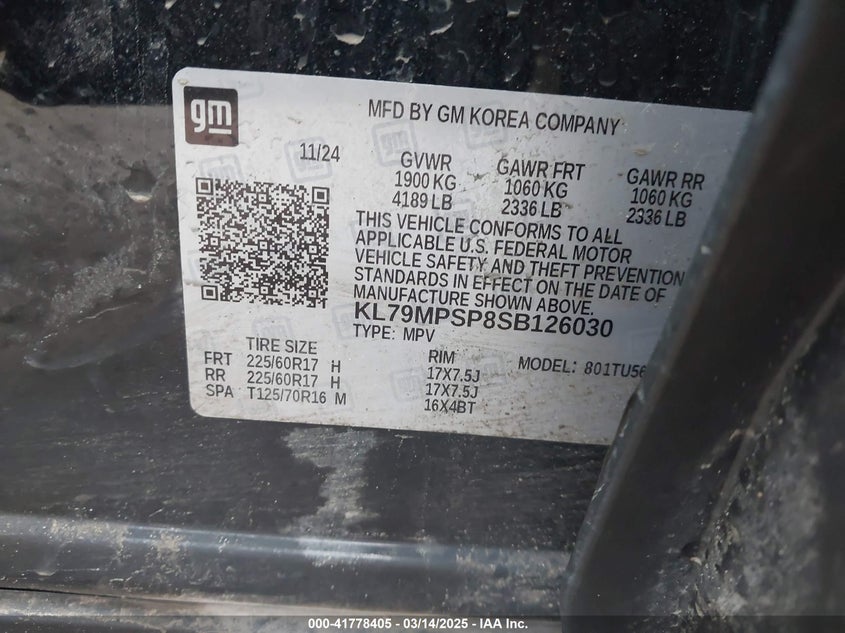 gm
MFD BY GM KOREA COMPANY
11/24
GVWR GAWR FRT GAWR RR
1900 KG 1060 KG 1060 KG
4189 LB 2336 LB 2336 LB
THIS VEHICLE CONFORMS TO ALL
APPLICABLE U.S. FEDERAL MOTOR
VEHICLE SAFETY AND THEFT PREVENTION
STANDARDS IN EFFECT ON THE DATE OF
MANUFACTURE SHOWN ABOVE.
KL79MPSP8SB126030
TYPE: MPV
TIRE SIZE RIM MODEL: 801TU56
FRT 225/60R17 H 17X7.5J
RR 225/60R17 H 17X7.5J
SPA T125/70R16 M 16X4BT
000-41778405 - 03/14/2025 - IAA Inc.